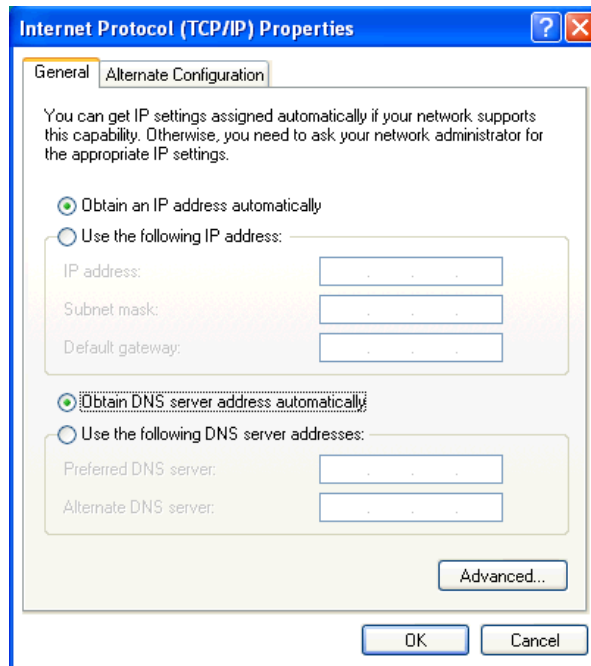 Internet Protocol (TCP/IP) Properties
General
Alternate Configuration
You can get IP settings assigned automatically if your network supports
this capability. Otherwise, you need to ask your network administrator for
the appropriate IP settings.
Obtain an IP address automatically
Use the following IP address:
IP address:
Subnet mask:
Default gateway:
Obtain DNS server address automatically
Use the following DNS server addresses:
Preferred DNS server:
Alternate DNS server:
Advanced...
OK
Cancel